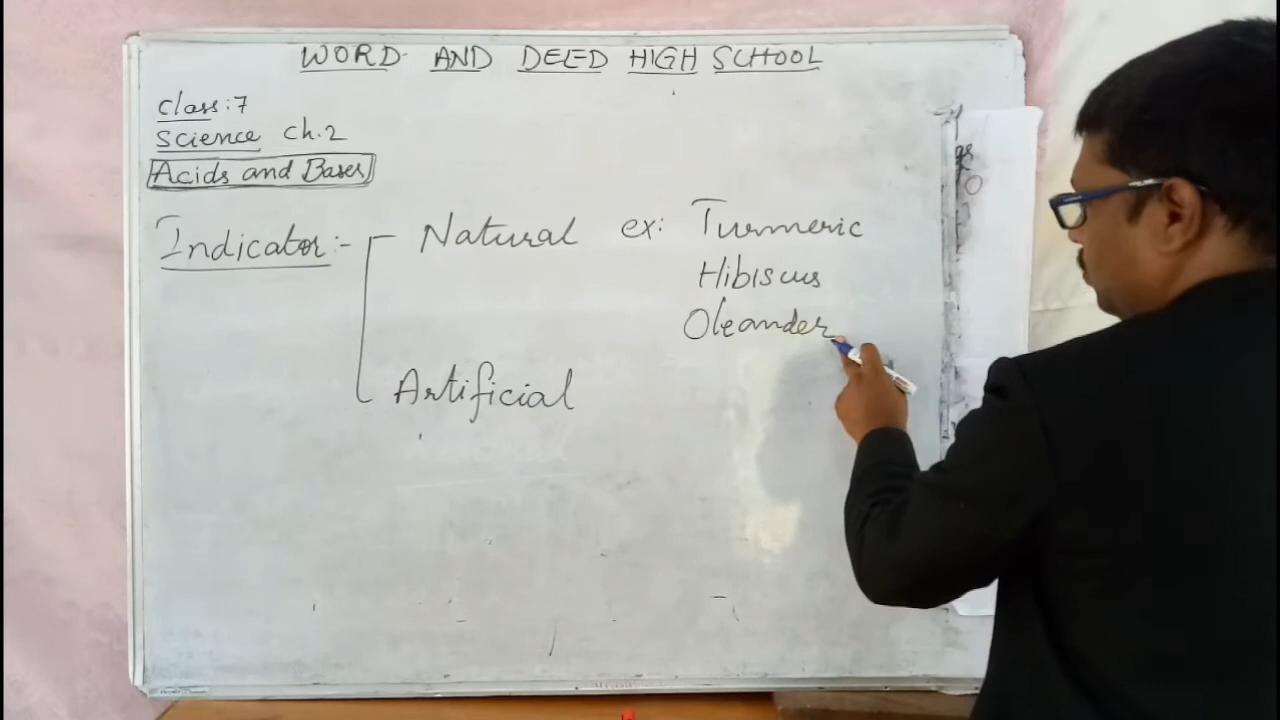 WORD AND DEED HIGH SCHOOL
Class:7
Science Ch.2
Acids and Bases
Indicator:- Natural ex: Turmeric
Hibiscus
Oleander
Artificial